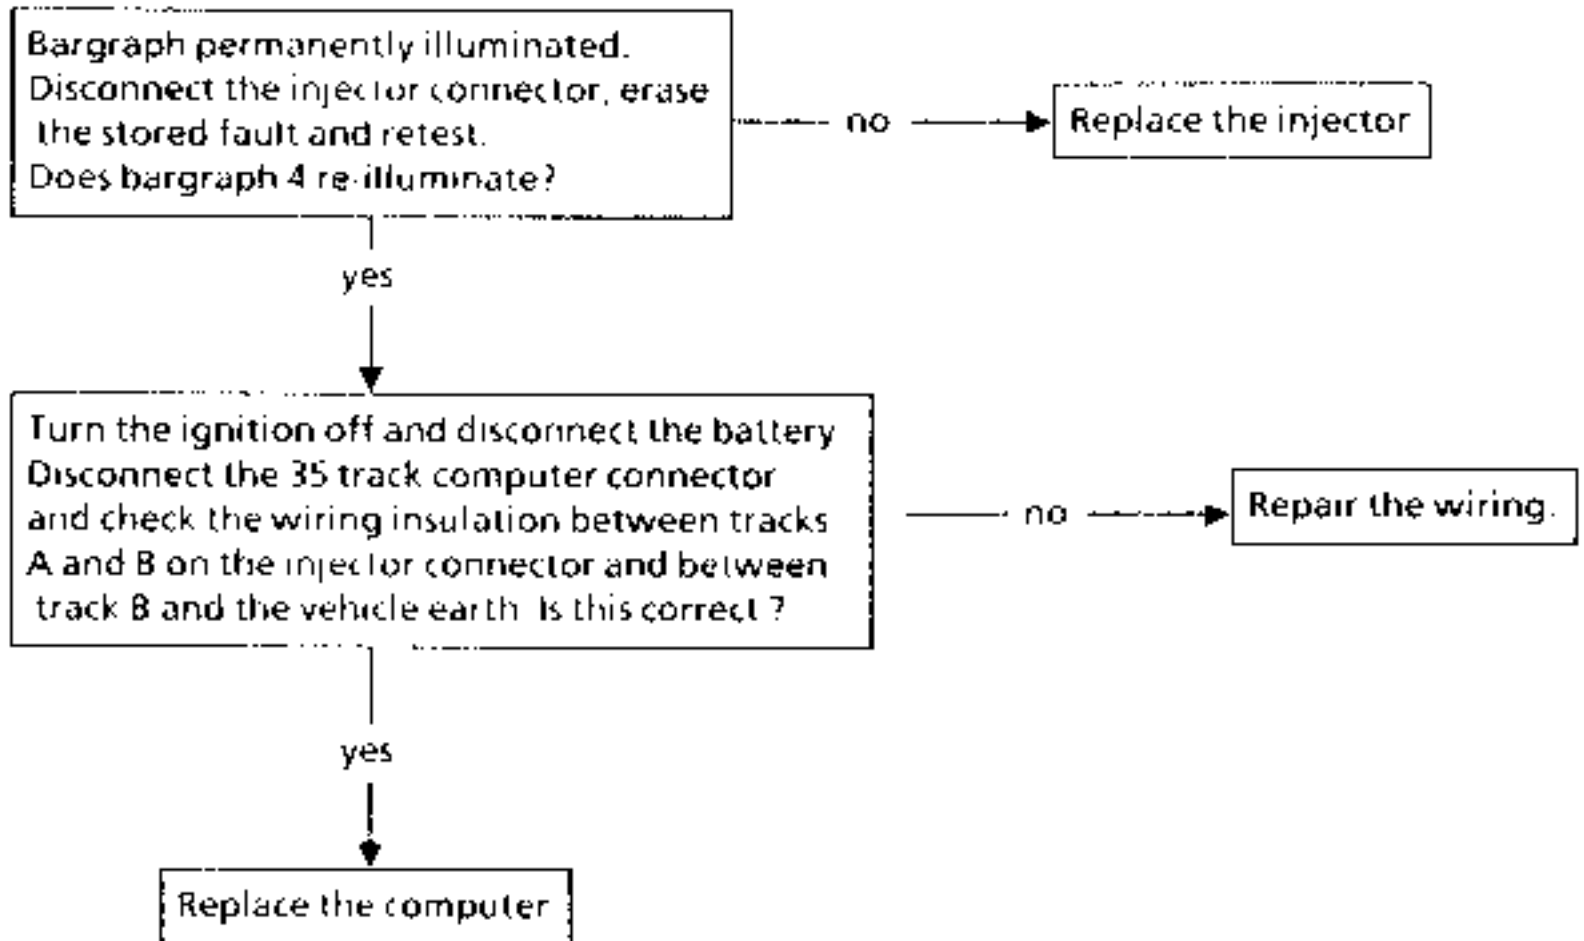 Bargraph permanently illuminated.
Disconnect the injector connector, erase
the stored fault and retest.
Does bargraph 4 re-illuminate?
no
Replace the injector
yes
Turn the ignition off and disconnect the battery
Disconnect the 35 track computer connector
and check the wiring insulation between tracks
A and B on the injector connector and between
track B and the vehicle earth Is this correct ?
no
Repair the wiring.
yes
Replace the computer